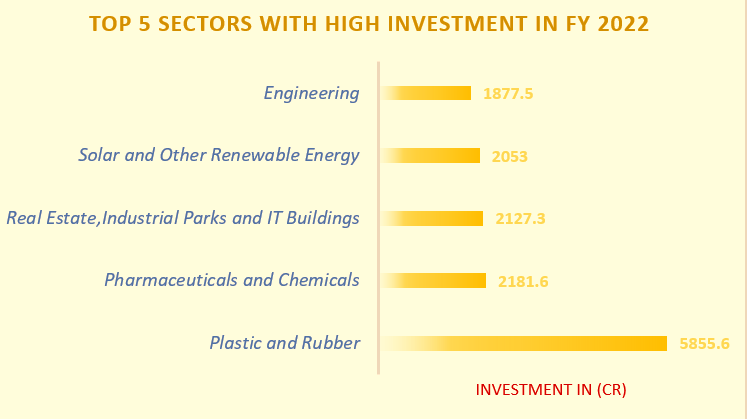 TOP 5 SECTORS WITH HIGH INVESTMENT IN FY 2022
Engineering 1877.5
Solar and Other Renewable Energy 2053
Real Estate,Industrial Parks and IT Buildings 2127.3
Pharmaceuticals and Chemicals 2181.6
Plastic and Rubber 5855.6
INVESTMENT IN (CR)